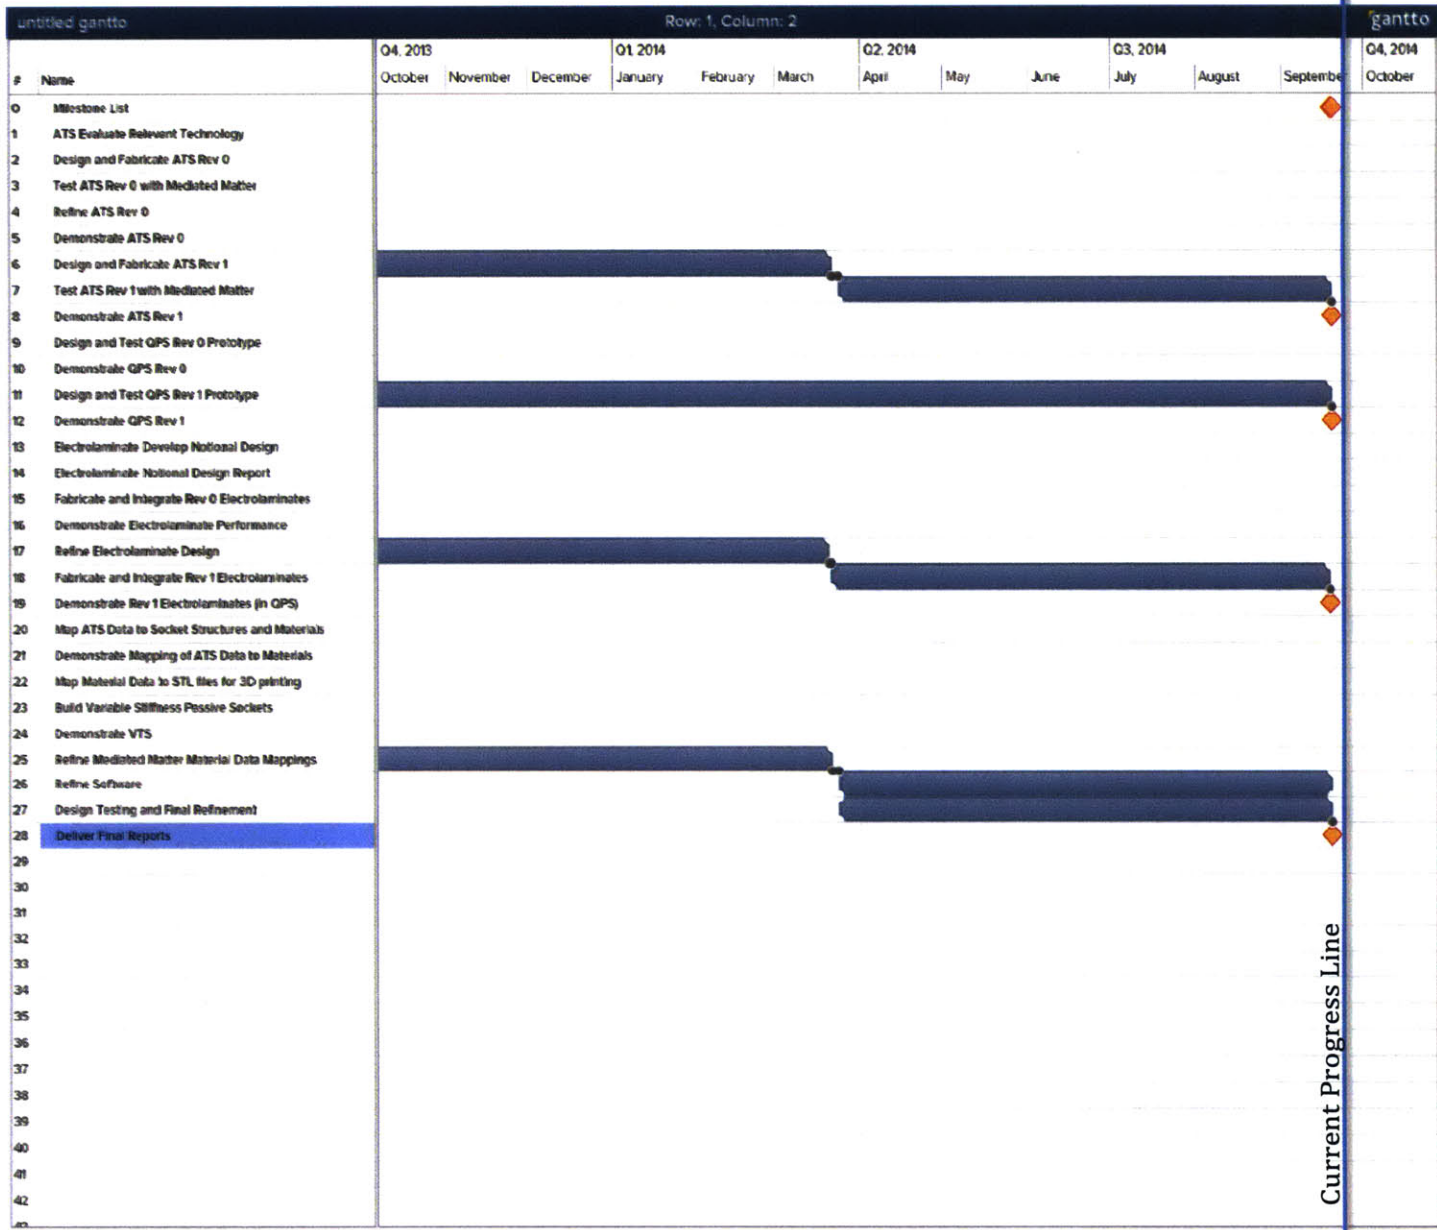 untitled gantto Row: 1, Column: 2 gantto
Q4, 2013 Q1 2014 Q2, 2014 Q3, 2014 Q4, 2014
# Name October November December January February March April May June July August Septembe October
0 Milestone List
1 ATS Evaluate Relevant Technology
2 Design and Fabricate ATS Rev 0
3 Test ATS Rev 0 with Mediated Matter
4 Refine ATS Rev 0
5 Demonstrate ATS Rev 0
6 Design and Fabricate ATS Rev 1
7 Test ATS Rev 1 with Mediated Matter
8 Demonstrate ATS Rev 1
9 Design and Test QPS Rev 0 Prototype
10 Demonstrate QPS Rev 0
11 Design and Test QPS Rev 1 Prototype
12 Demonstrate QPS Rev 1
13 Electrolaminate Develop Notional Design
14 Electrolaminate Notional Design Report
15 Fabricate and Integrate Rev 0 Electrolaminates
16 Demonstrate Electrolaminate Performance
17 Refine Electrolaminate Design
18 Fabricate and Integrate Rev 1 Electrolaminates
19 Demonstrate Rev 1 Electrolaminates (in QPS)
20 Map ATS Data to Socket Structures and Materials
21 Demonstrate Mapping of ATS Data to Materials
22 Map Material Data to STL files for 3D printing
23 Build Variable Stiffness Passive Sockets
24 Demonstrate VTS
25 Refine Mediated Matter Material Data Mappings
26 Refine Software
27 Design Testing and Final Refinement
28 Deliver Final Reports
29
30
31
32
33
34
35
36
37
38
39
40
41
42
Current Progress Line